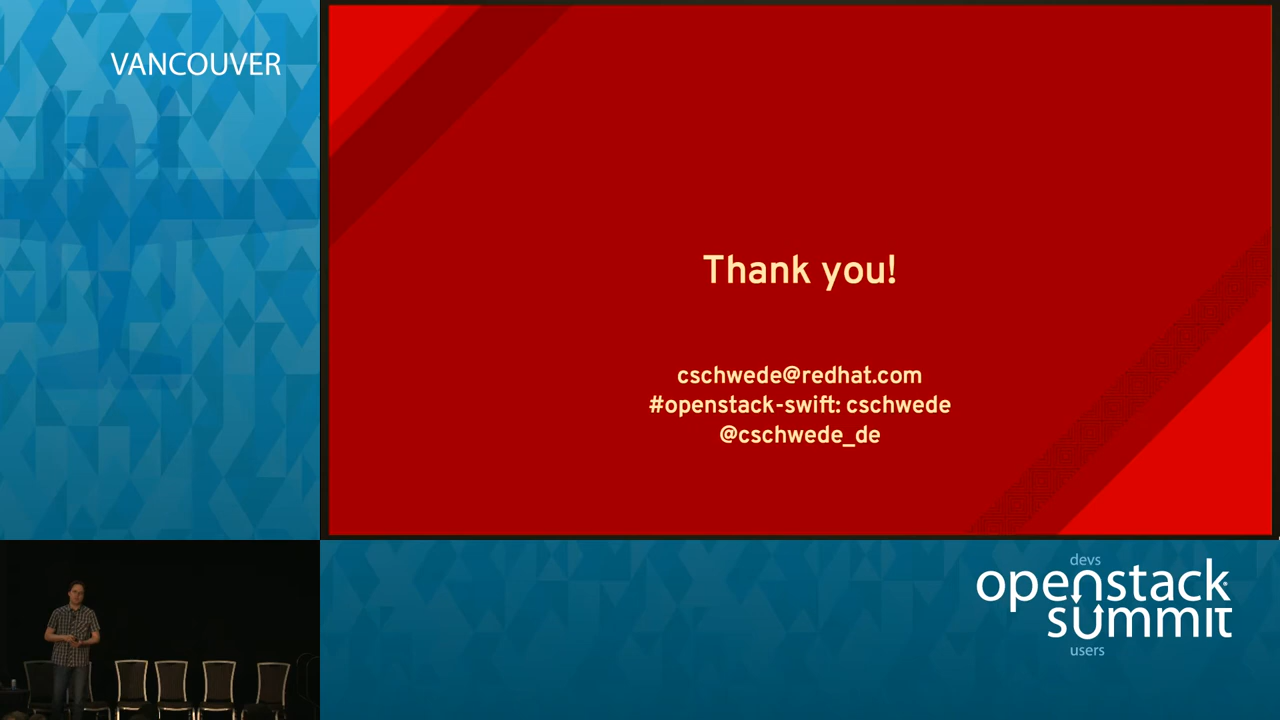 VANCOUVER
Thank you!
cschwede@redhat.com
#openstack-swift: cschwede
@cschwede_de
devs
openstack
summit
users